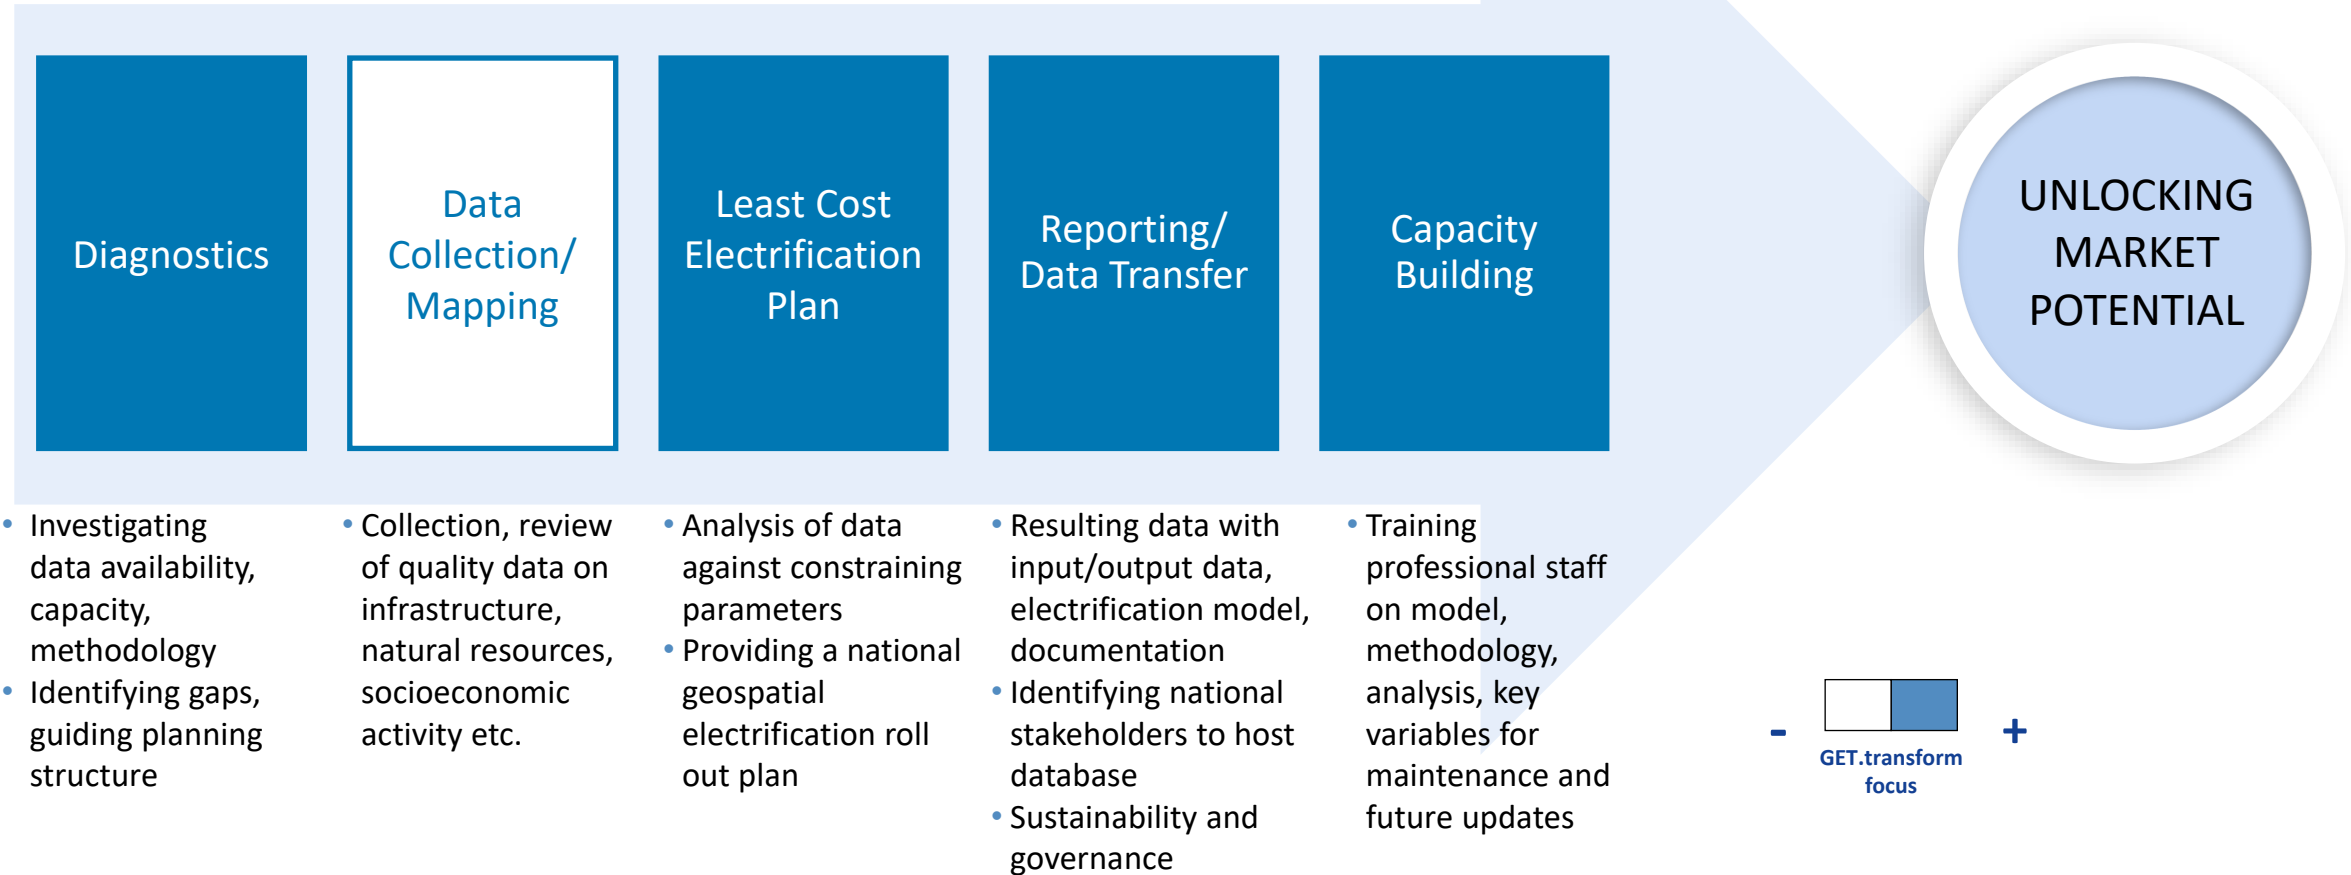 Diagnostics
Data
Collection/
Mapping
Least Cost
Electrification
Plan
Reporting/
Data Transfer
Capacity
Building
UNLOCKING
MARKET
POTENTIAL
• Investigating
data availability,
capacity,
methodology
• Identifying gaps,
guiding planning
structure
• Collection, review
of quality data on
infrastructure,
natural resources,
socioeconomic
activity etc.
• Analysis of data
against constraining
parameters
• Providing a national
geospatial
electrification roll
out plan
• Resulting data with
input/output data,
electrification model,
documentation
• Identifying national
stakeholders to host
database
• Sustainability and
governance
• Training
professional staff
on model,
methodology,
analysis, key
variables for
maintenance and
future updates
- +
GET.transform
focus